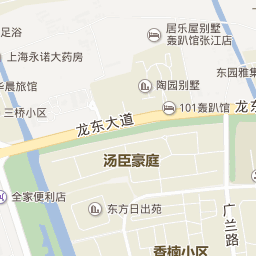 居乐屋别墅
轰趴馆张江店
足浴
上海永诺大药房
东园雅集
华晨旅馆
陶园别墅
三桥小区
101轰趴馆
龙东大道
龙东
汤臣豪庭
全家便利店
东方日出苑
广兰路
香楠小区